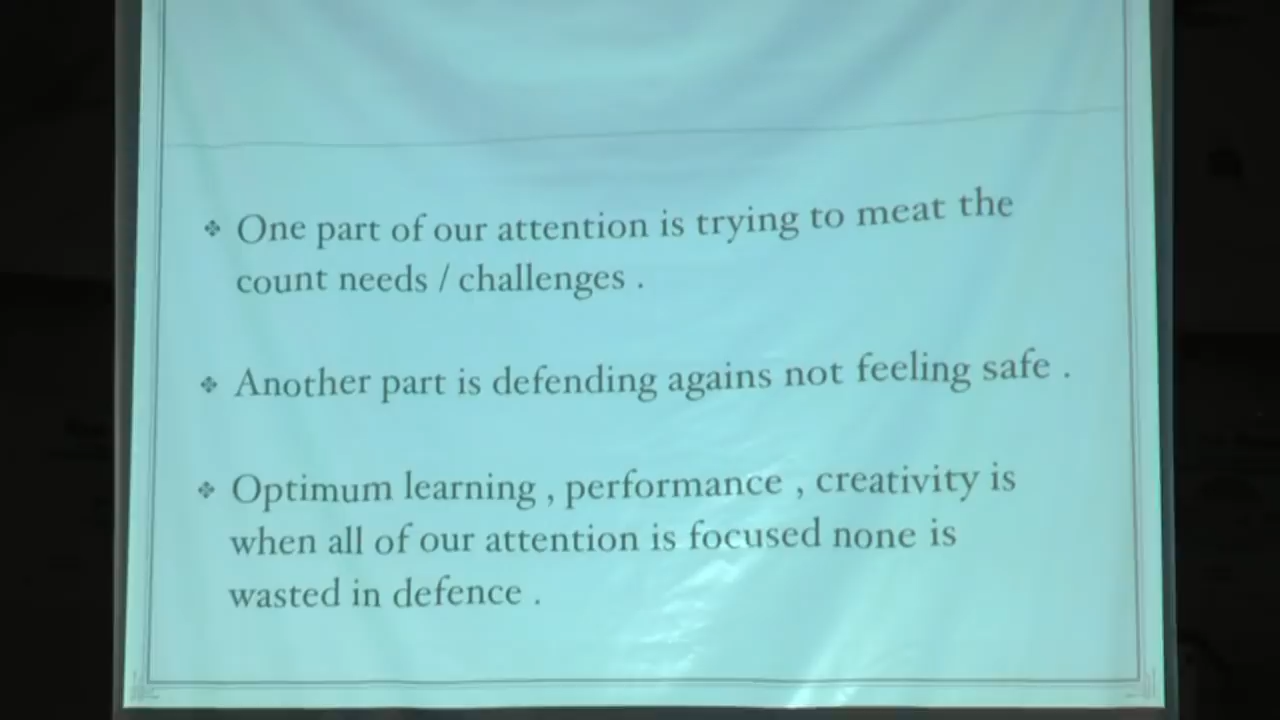 One part of our attention is trying to meat the
count needs / challenges .
Another part is defending agains not feeling safe .
Optimum learning , performance , creativity is
when all of our attention is focused none is
wasted in defence .